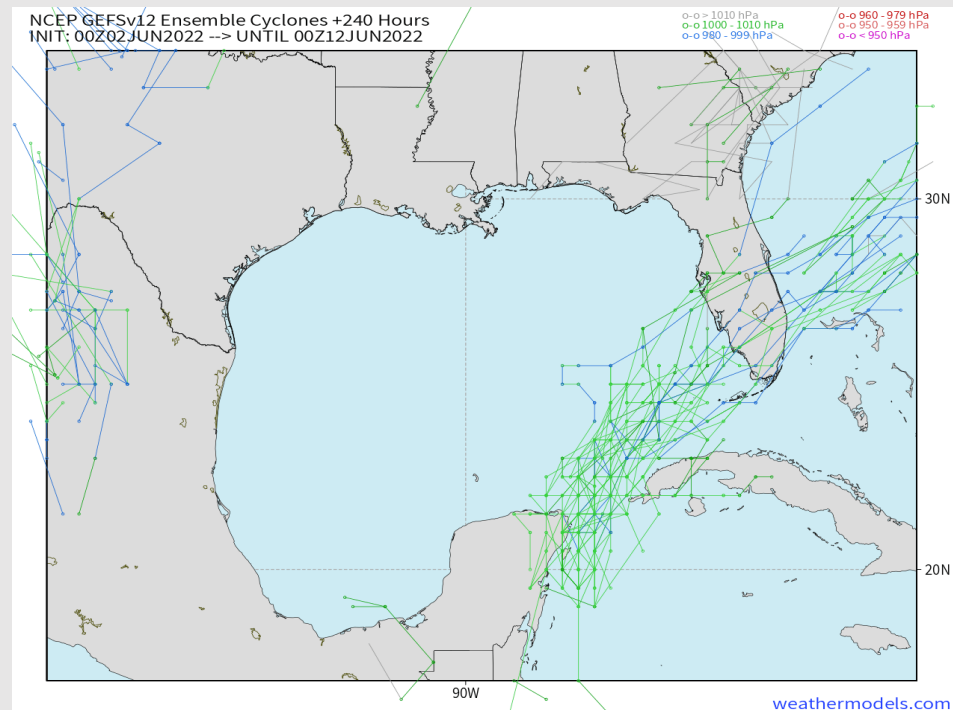 NCEP GEFSv12 Ensemble Cyclones +240 Hours
INIT: 00Z02JUN2022 --> UNTIL 00Z12JUN2022
o-o > 1010 hPa
o-o 1000 - 1010 hPa
o-o 980 - 999 hPa
o-o 960 - 979 hPa
o-o 950 - 959 hPa
o-o < 950 hPa
30N
20N
90W
weathermodels.com